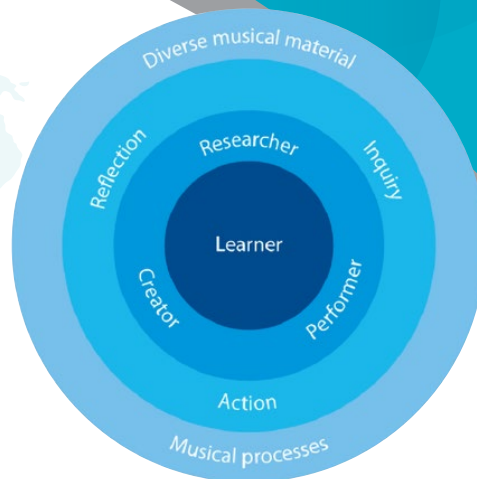 Diverse musical material
Reflection
Inquiry
Researcher
Learner
Creator
Performer
Action
Musical processes